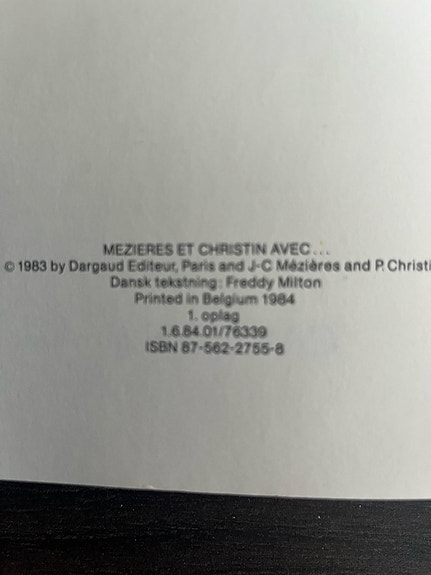 MEZIERES ET CHRISTIN AVEC...
© 1983 by Dargaud Editeur, Paris and J-C Mézières and P. Christi
Dansk tekstning: Freddy Milton
Printed in Belgium 1984
1. oplag
1.6.84.01/76339
ISBN 87-562-2755-8